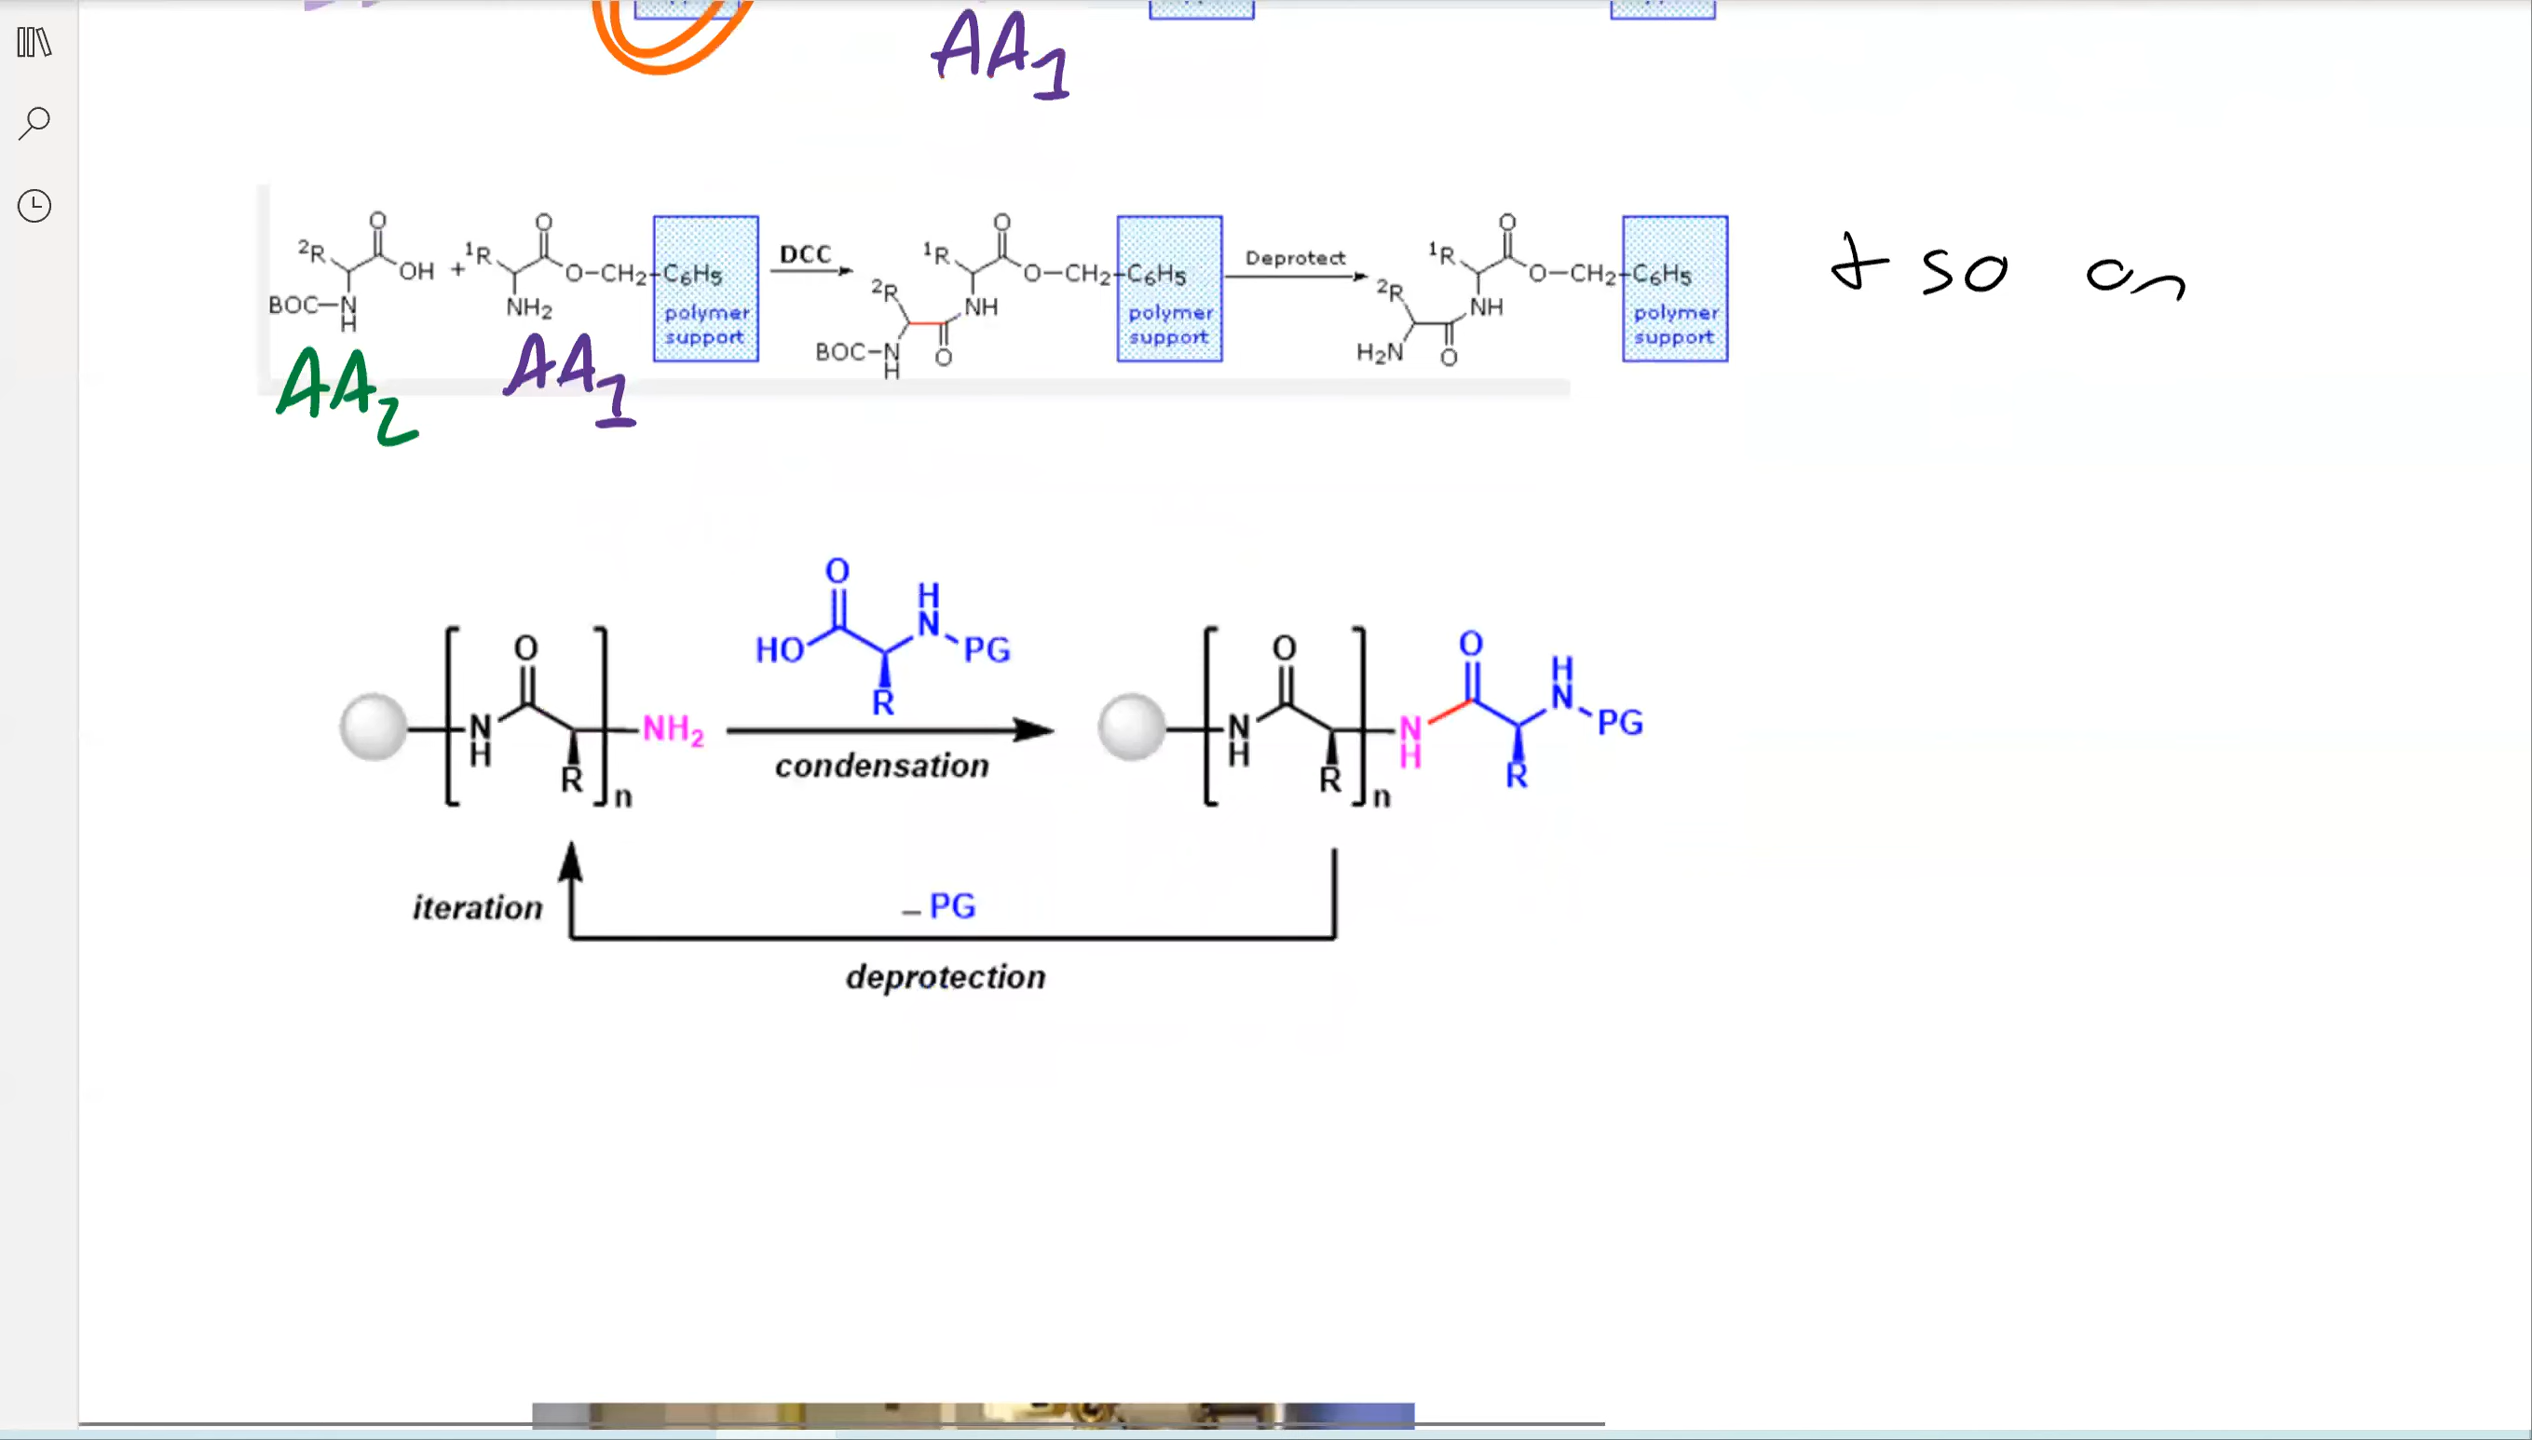 AA1
2R O OH BOC-N H + 1R O NH2 O-CH2 C6H5 polymer support DCC 1R O 2R NH O-CH2 C6H5 BOC-N H O polymer support Deprotect 1R O 2R NH O-CH2 C6H5 H2N O polymer support + so on
AA2 AA1
O H
HO N PG O H
O R O N
N H R n NH2 condensation N H R n N H R PG
iteration – PG
deprotection